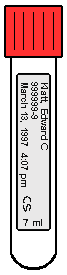 Klatt, Edward C
999999-9
March 13, 1997 4:07 pm
CS
7 ml